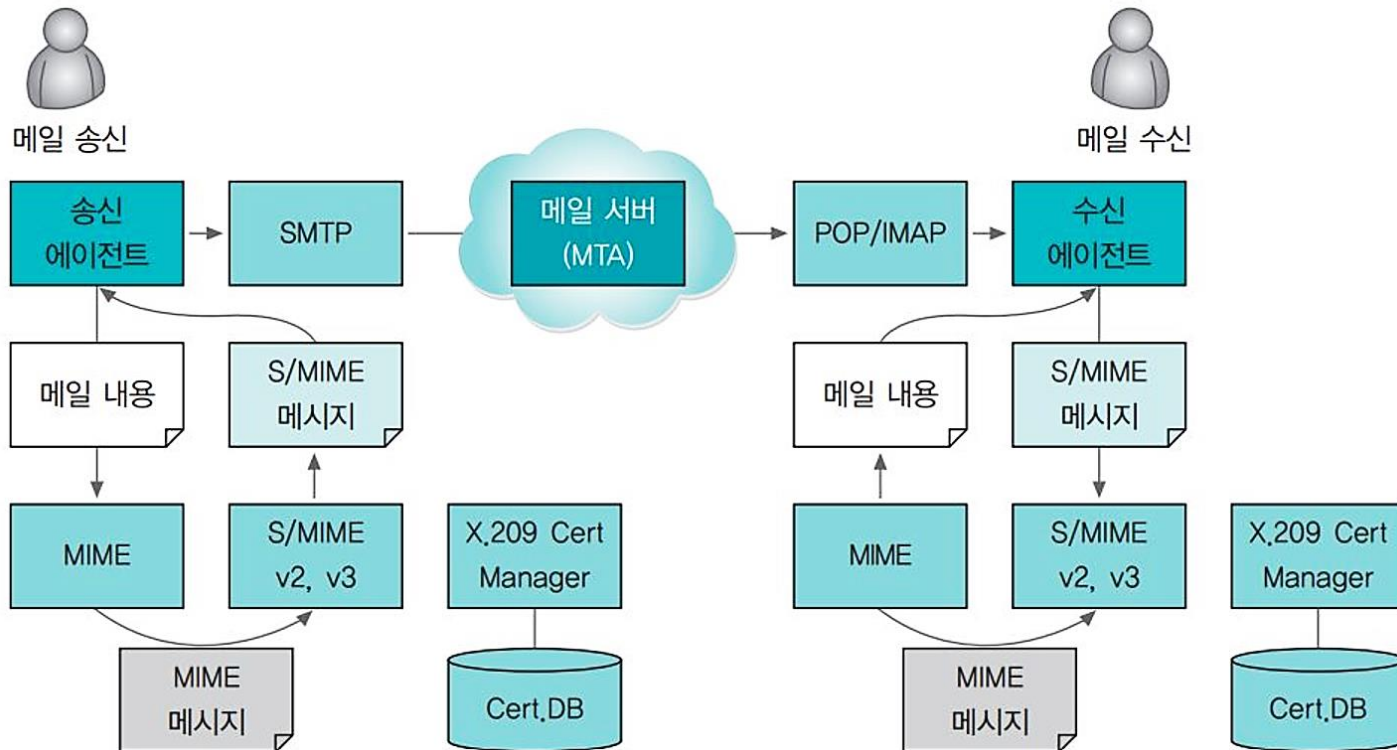 메일 송신
메일 수신
송신
에이전트
SMTP
메일 서버
(MTA)
POP/IMAP
수신
에이전트
메일 내용
S/MIME
메시지
메일 내용
S/MIME
메시지
MIME
S/MIME
v2, v3
X.209 Cert
Manager
MIME
S/MIME
v2, v3
X.209 Cert
Manager
MIME
메시지
Cert.DB
MIME
메시지
Cert.DB